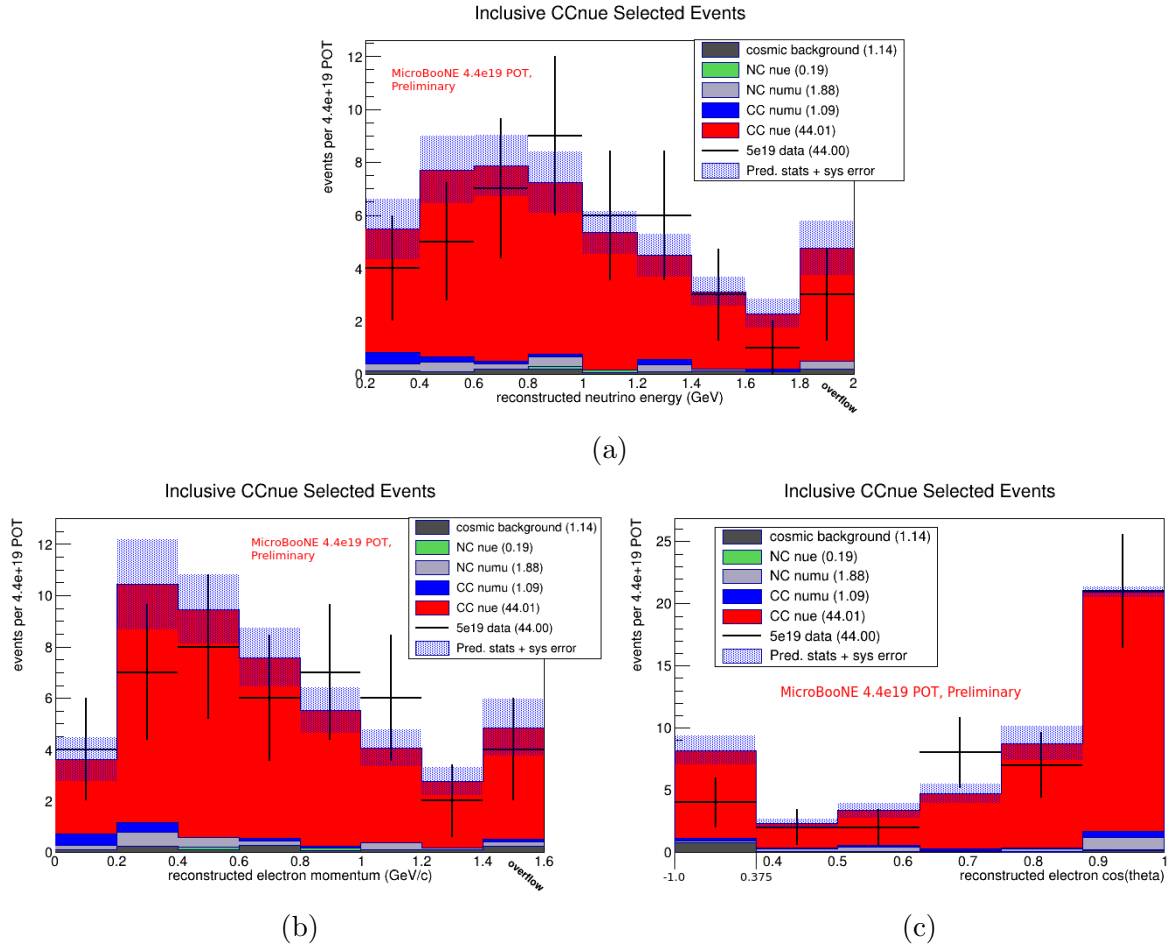 Inclusive CCnue Selected Events
events per 4.4e+19 POT
12
10
8
6
4
2
0
MicroBooNE 4.4e19 POT,
Preliminary
cosmic background (1.14)
NC nue (0.19)
NC numu (1.88)
CC numu (1.09)
CC nue (44.01)
5e19 data (44.00)
Pred. stats + sys error
0.2 0.4 0.6 0.8 1 1.2 1.4 1.6 1.8 2
reconstructed neutrino energy (GeV)
overflow
(a)
Inclusive CCnue Selected Events
events per 4.4e+19 POT
12
10
8
6
4
2
0
MicroBooNE 4.4e19 POT,
Preliminary
cosmic background (1.14)
NC nue (0.19)
NC numu (1.88)
CC numu (1.09)
CC nue (44.01)
5e19 data (44.00)
Pred. stats + sys error
0 0.2 0.4 0.6 0.8 1 1.2 1.4 1.6
reconstructed electron momentum (GeV/c)
overflow
(b)
Inclusive CCnue Selected Events
events per 4.4e+19 POT
25
20
15
10
5
0
cosmic background (1.14)
NC nue (0.19)
NC numu (1.88)
CC numu (1.09)
CC nue (44.01)
5e19 data (44.00)
Pred. stats + sys error
MicroBooNE 4.4e19 POT, Preliminary
0.4 0.5 0.6 0.7 0.8 0.9 1
-1.0 0.375
reconstructed electron cos(theta)
(c)